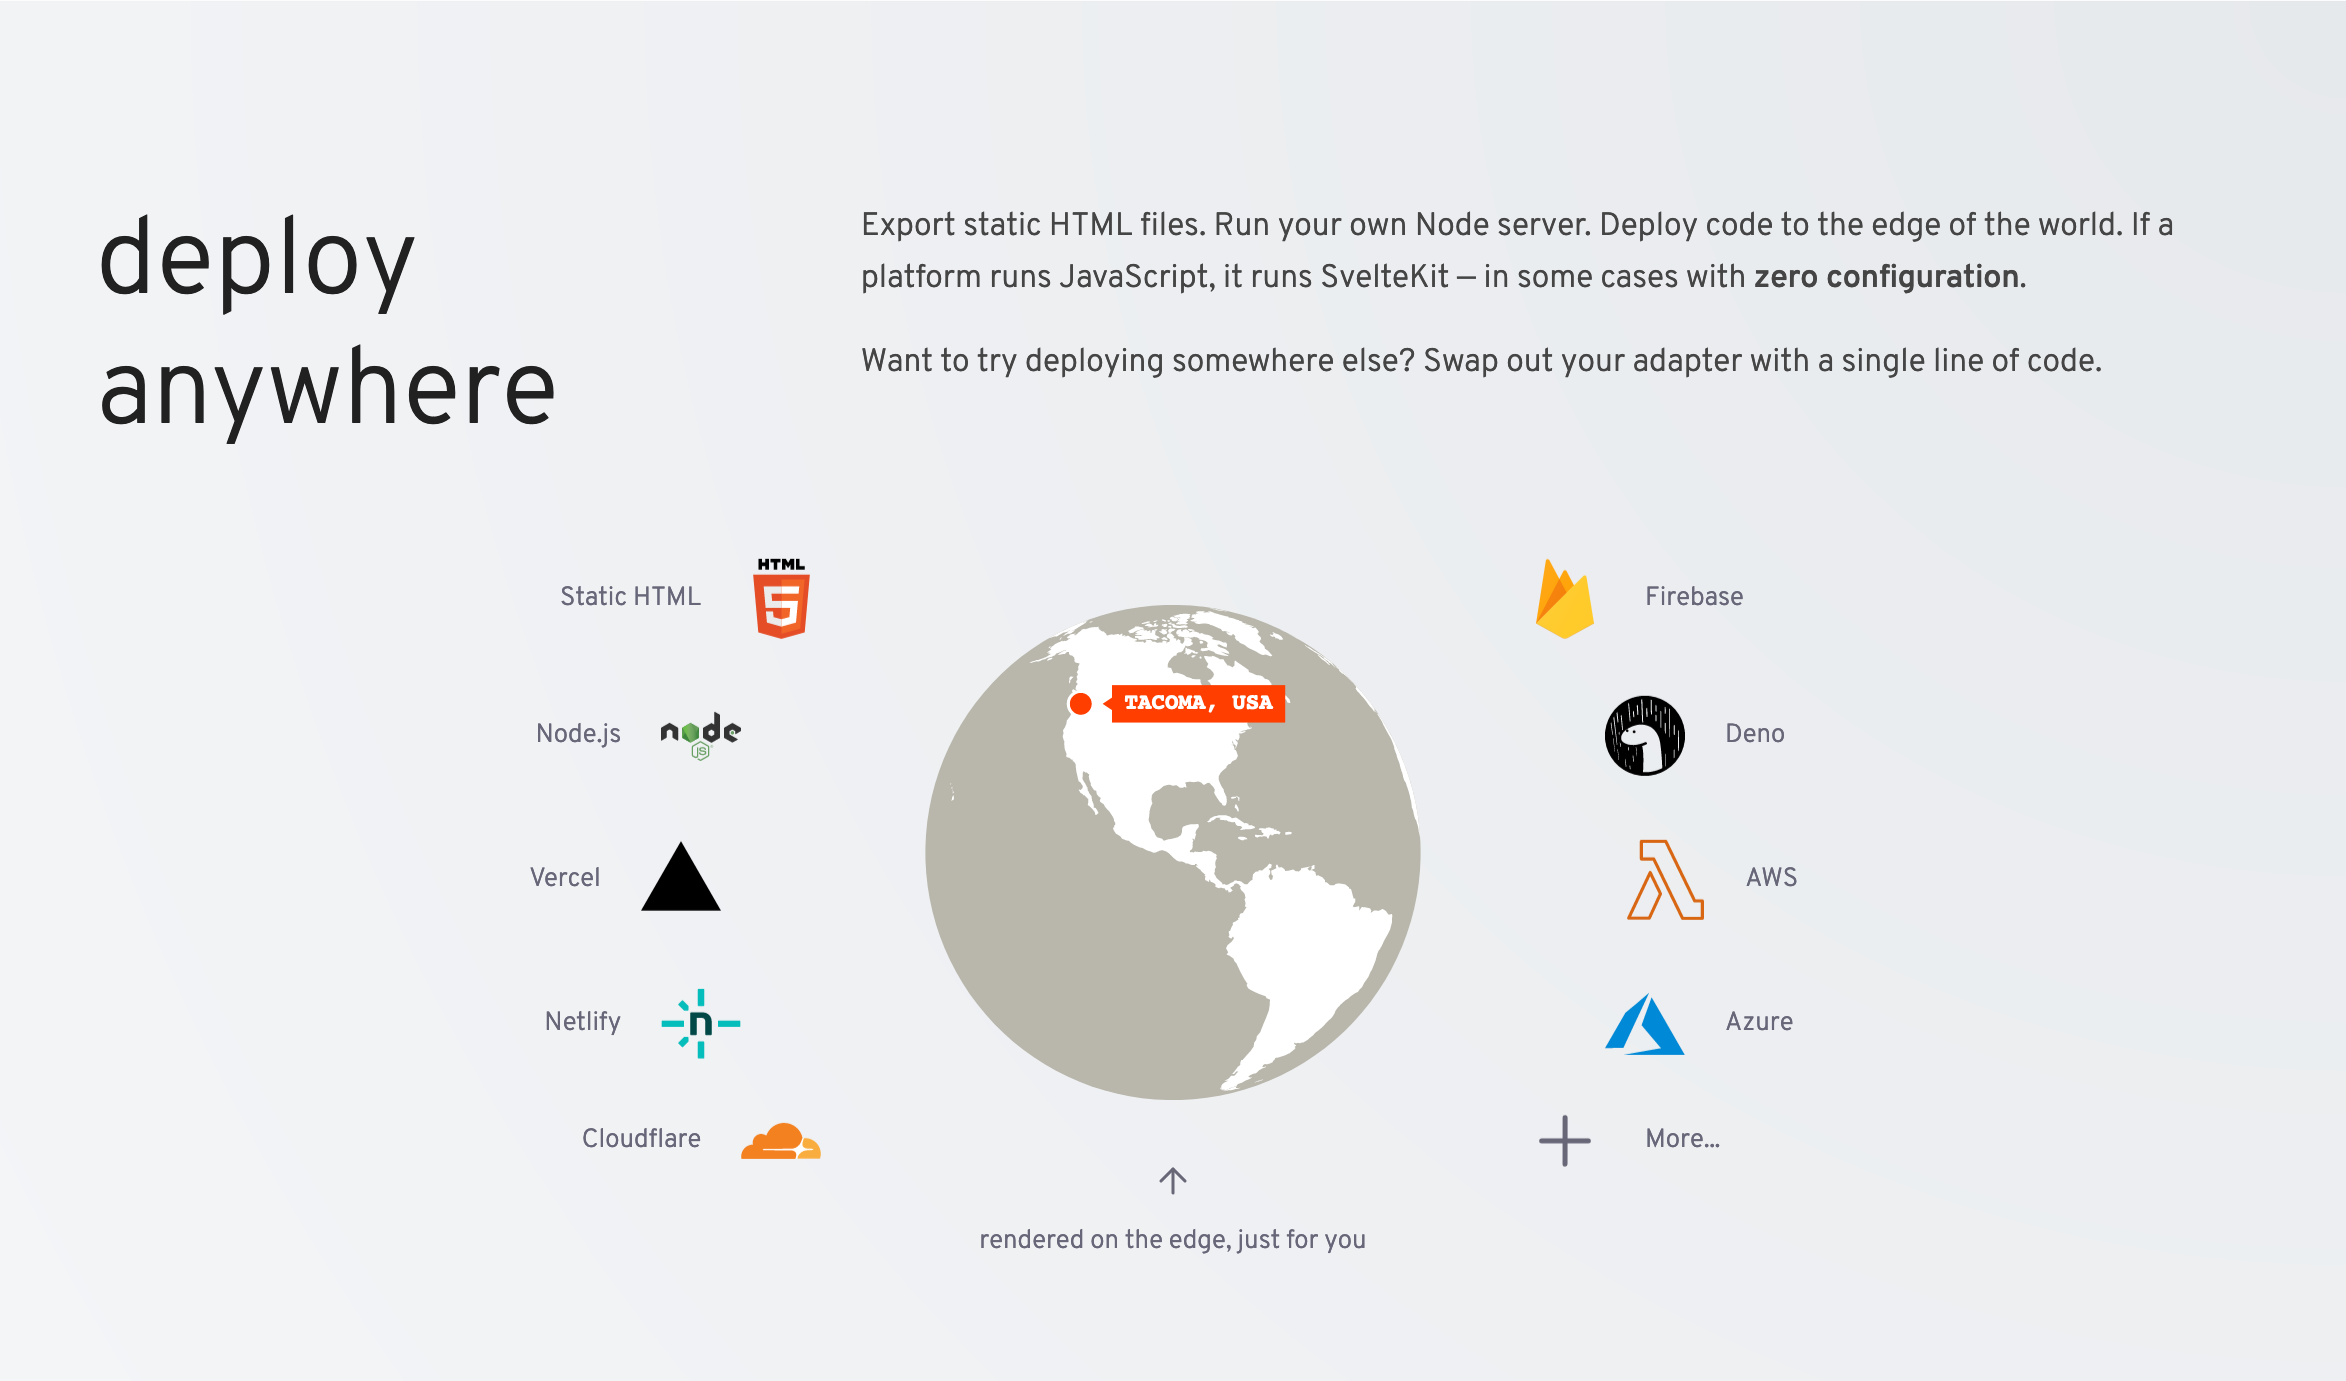 deploy
anywhere
Export static HTML files. Run your own Node server. Deploy code to the edge of the world. If a
platform runs JavaScript, it runs SvelteKit — in some cases with zero configuration.
Want to try deploying somewhere else? Swap out your adapter with a single line of code.
Static HTML
HTML
5
Node.js
node
JS
Vercel
Netlify
n
Cloudflare
TACOMA, USA
Firebase
Deno
AWS
Azure
More...
rendered on the edge, just for you